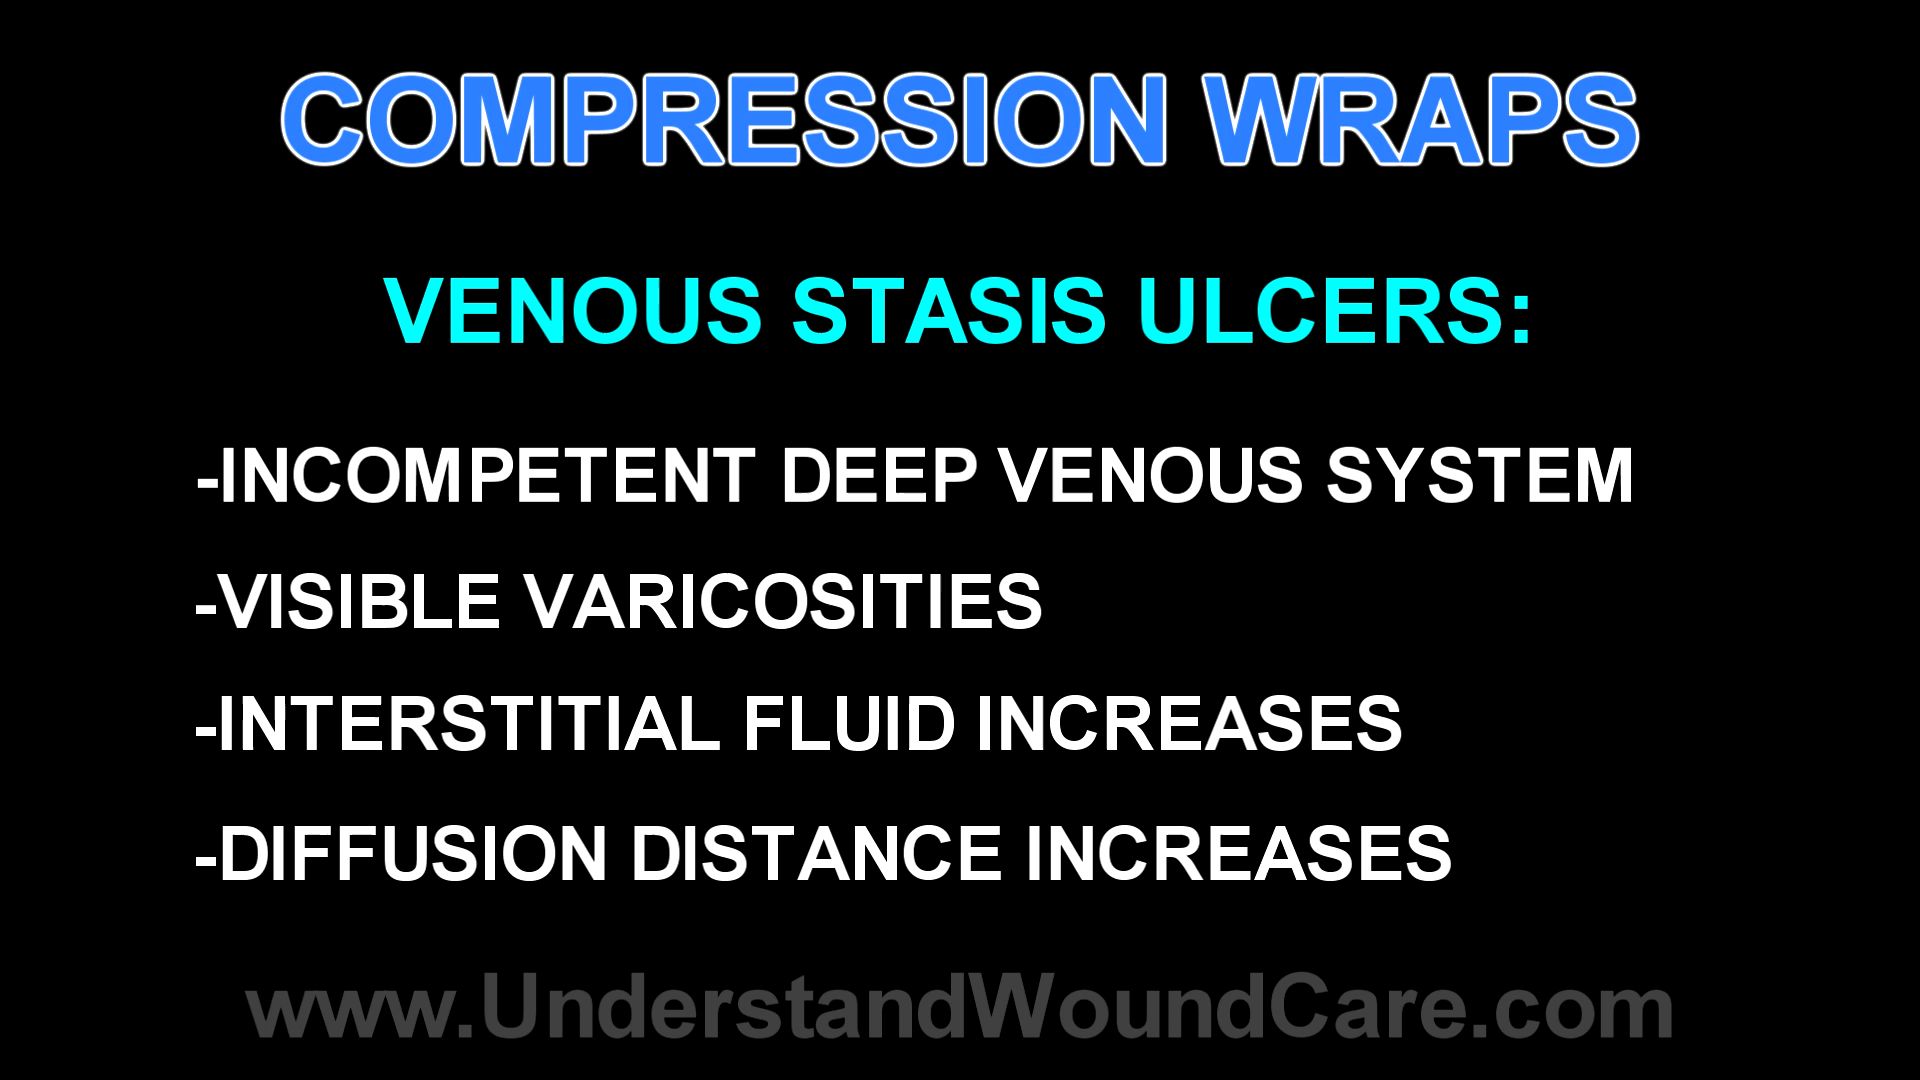 COMPRESSION WRAPS
VENOUS STASIS ULCERS:
-INCOMPETENT DEEP VENOUS SYSTEM
-VISIBLE VARICOSITIES
-INTERSTITIAL FLUID INCREASES
-DIFFUSION DISTANCE INCREASES
www.UnderstandWoundCare.com